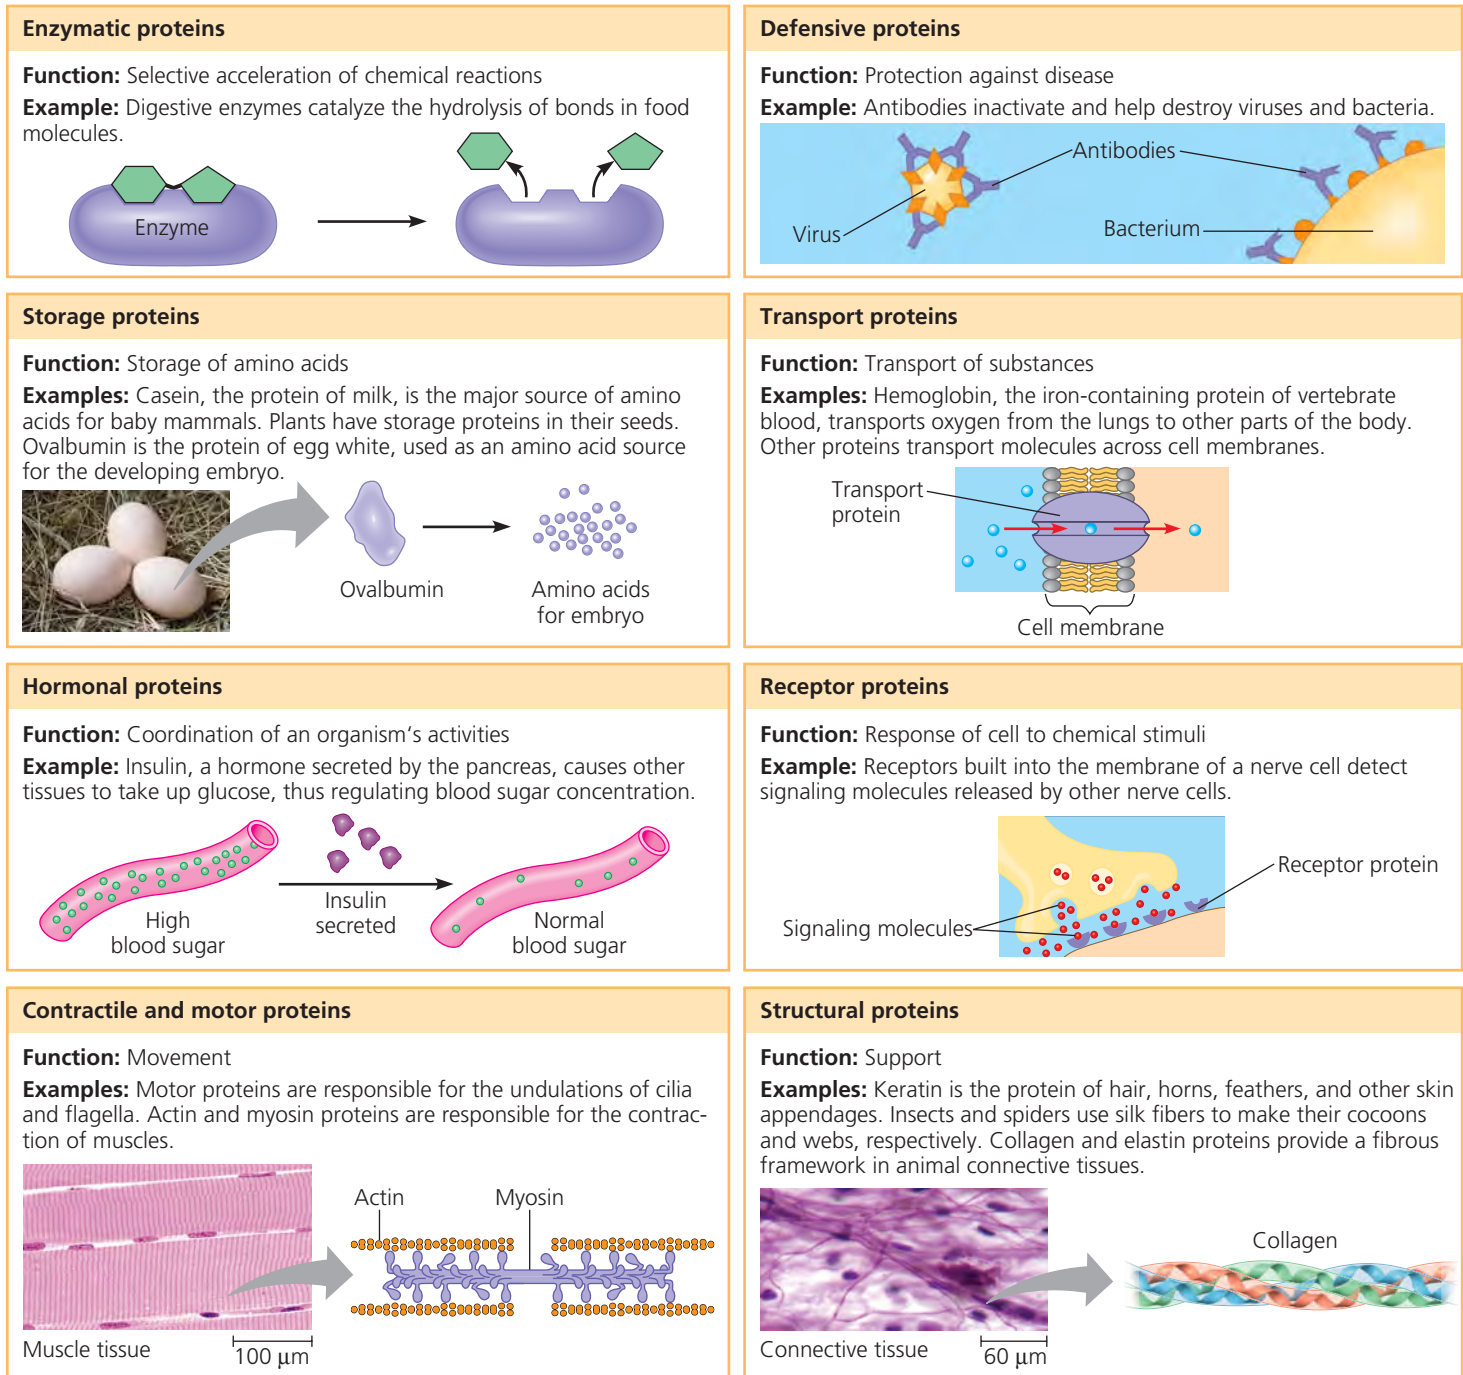 Enzymatic proteins
Function: Selective acceleration of chemical reactions
Example: Digestive enzymes catalyze the hydrolysis of bonds in food
molecules.
Enzyme
Defensive proteins
Function: Protection against disease
Example: Antibodies inactivate and help destroy viruses and bacteria.
Antibodies
Virus
Bacterium
Storage proteins
Function: Storage of amino acids
Examples: Casein, the protein of milk, is the major source of amino
acids for baby mammals. Plants have storage proteins in their seeds.
Ovalbumin is the protein of egg white, used as an amino acid source
for the developing embryo.
Ovalbumin
Amino acids
for embryo
Transport proteins
Function: Transport of substances
Examples: Hemoglobin, the iron-containing protein of vertebrate
blood, transports oxygen from the lungs to other parts of the body.
Other proteins transport molecules across cell membranes.
Transport
protein
Cell membrane
Hormonal proteins
Function: Coordination of an organism's activities
Example: Insulin, a hormone secreted by the pancreas, causes other
tissues to take up glucose, thus regulating blood sugar concentration.
High
blood sugar
Insulin
secreted
Normal
blood sugar
Receptor proteins
Function: Response of cell to chemical stimuli
Example: Receptors built into the membrane of a nerve cell detect
signaling molecules released by other nerve cells.
Receptor protein
Signaling molecules
Contractile and motor proteins
Function: Movement
Examples: Motor proteins are responsible for the undulations of cilia
and flagella. Actin and myosin proteins are responsible for the contrac-
tion of muscles.
Actin
Myosin
Muscle tissue
100 μm
Structural proteins
Function: Support
Examples: Keratin is the protein of hair, horns, feathers, and other skin
appendages. Insects and spiders use silk fibers to make their cocoons
and webs, respectively. Collagen and elastin proteins provide a fibrous
framework in animal connective tissues.
Collagen
Connective tissue
60 μm